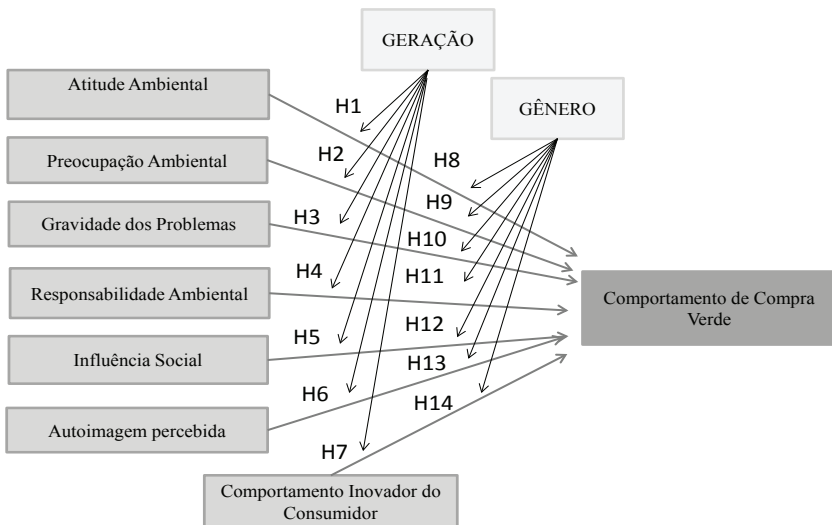 GERAÇÃO
Atitude Ambiental
GÊNERO
H1
H2
H8
Preocupação Ambiental
H9
H3
Gravidade dos Problemas
H10
H4
H11
Responsabilidade Ambiental
Comportamento de Compra
Verde
H5
H12
Influência Social
H13
H6
H14
Autoimagem percebida
H7
Comportamento Inovador do
Consumidor